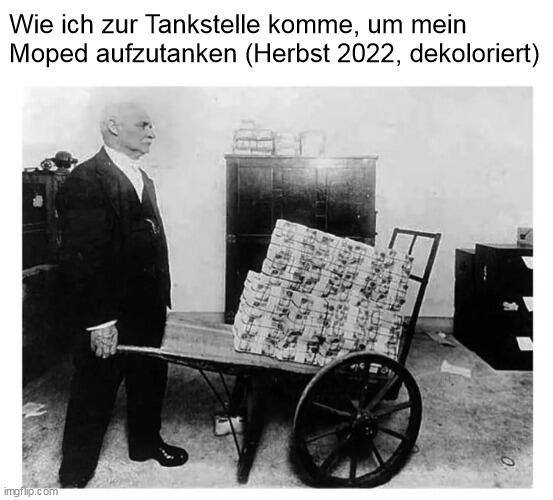 Wie ich zur Tankstelle komme, um mein
Moped aufzutanken (Herbst 2022, dekoloriert)
imgflip.com